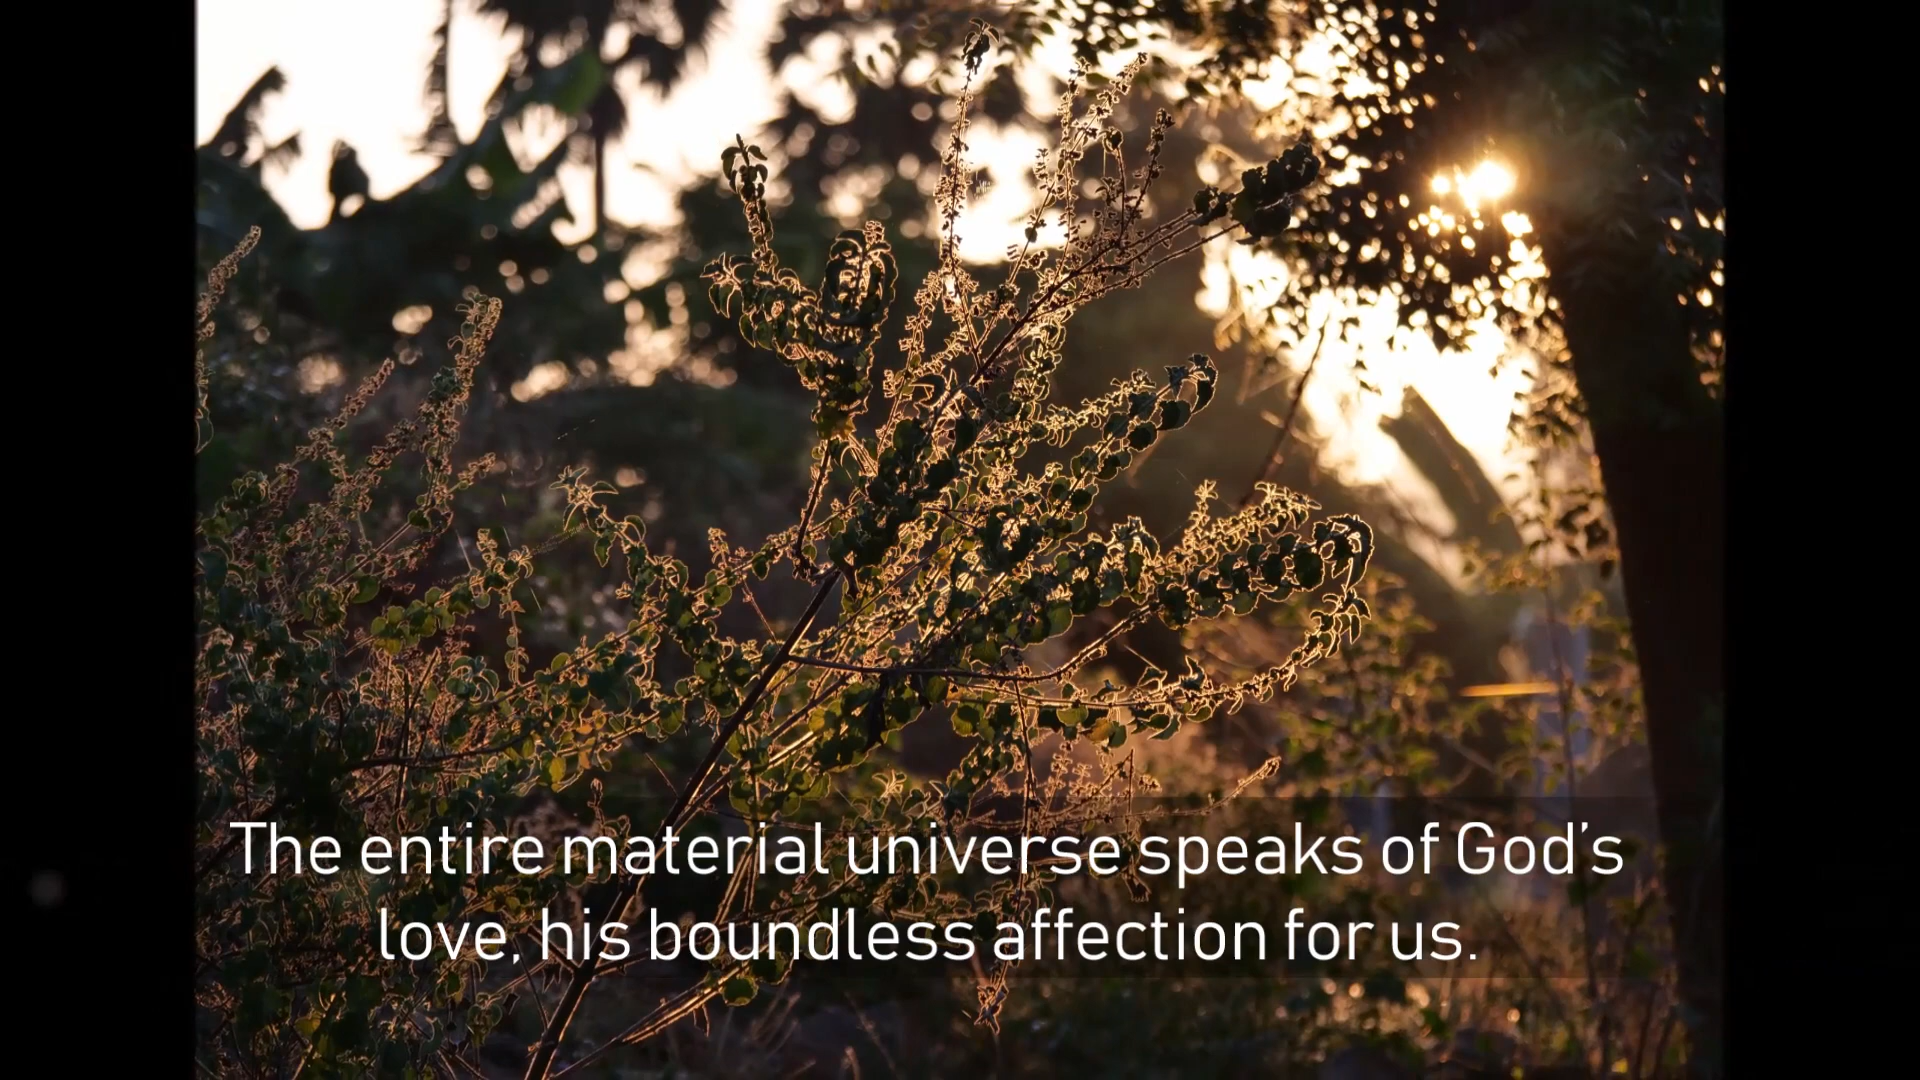 The entire material universe speaks of God’s
love, his boundless affection for us.